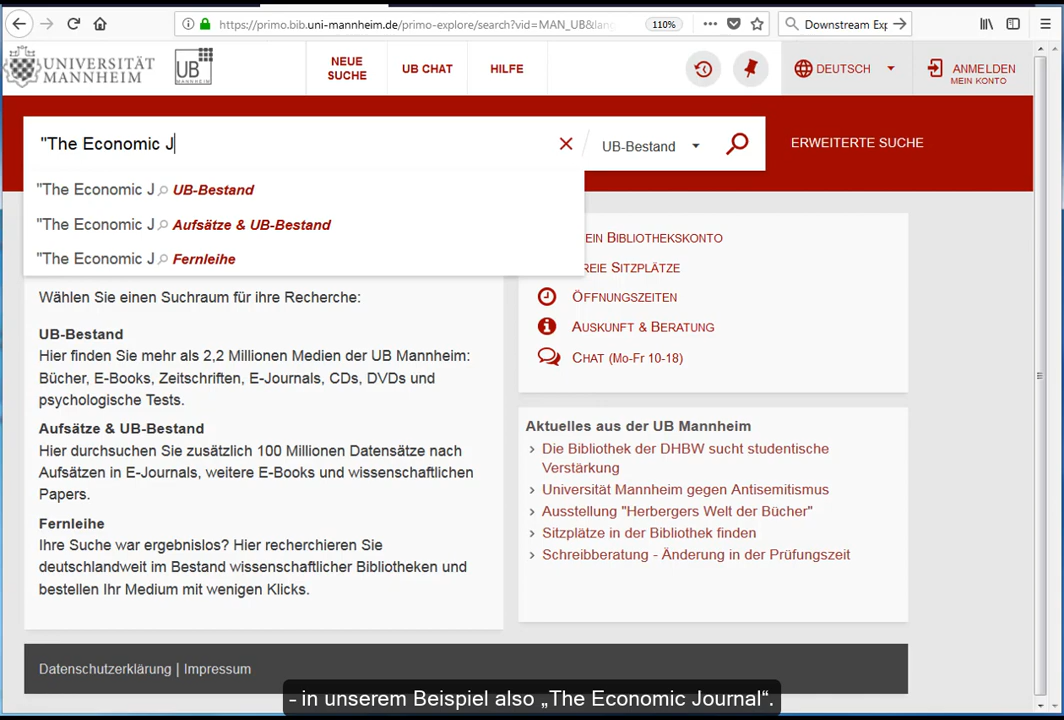 https://primo.bib.uni-mannheim.de/primo-explore/search?vid=MAN_UB&lan
110%
Downstream Exp
UNIVERSITÄT
MANNHEIM
UB
MANNHEIM
NEUE
SUCHE
UB CHAT
HILFE
DEUTSCH
ANMELDEN
MEIN KONTO
"The Economic J
UB-Bestand
ERWEITERTE SUCHE
"The Economic J UB-Bestand
"The Economic J Aufsätze & UB-Bestand
"The Economic J Fernleihe
Wählen Sie einen Suchraum für ihre Recherche:
UB-Bestand
Hier finden Sie mehr als 2,2 Millionen Medien der UB Mannheim:
Bücher, E-Books, Zeitschriften, E-Journals, CDs, DVDs und
psychologische Tests.
Aufsätze & UB-Bestand
Hier durchsuchen Sie zusätzlich 100 Millionen Datensätze nach
Aufsätzen in E-Journals, weitere E-Books und wissenschaftlichen
Papers.
Fernleihe
Ihre Suche war ergebnislos? Hier recherchieren Sie
deutschlandweit im Bestand wissenschaftlicher Bibliotheken und
bestellen Ihr Medium mit wenigen Klicks.
EIN BIBLIOTHEKSKONTO
REIE SITZPLÄTZE
ÖFFNUNGSZEITEN
AUSKUNFT & BERATUNG
CHAT (MO-FR 10-18)
Aktuelles aus der UB Mannheim
Die Bibliothek der DHBW sucht studentische
Verstärkung
Universität Mannheim gegen Antisemitismus
Ausstellung "Herbergers Welt der Bücher"
Sitzplätze in der Bibliothek finden
Schreibberatung - Änderung in der Prüfungszeit
Datenschutzerklärung | Impressum
- in unserem Beispiel also „The Economic Journal“.